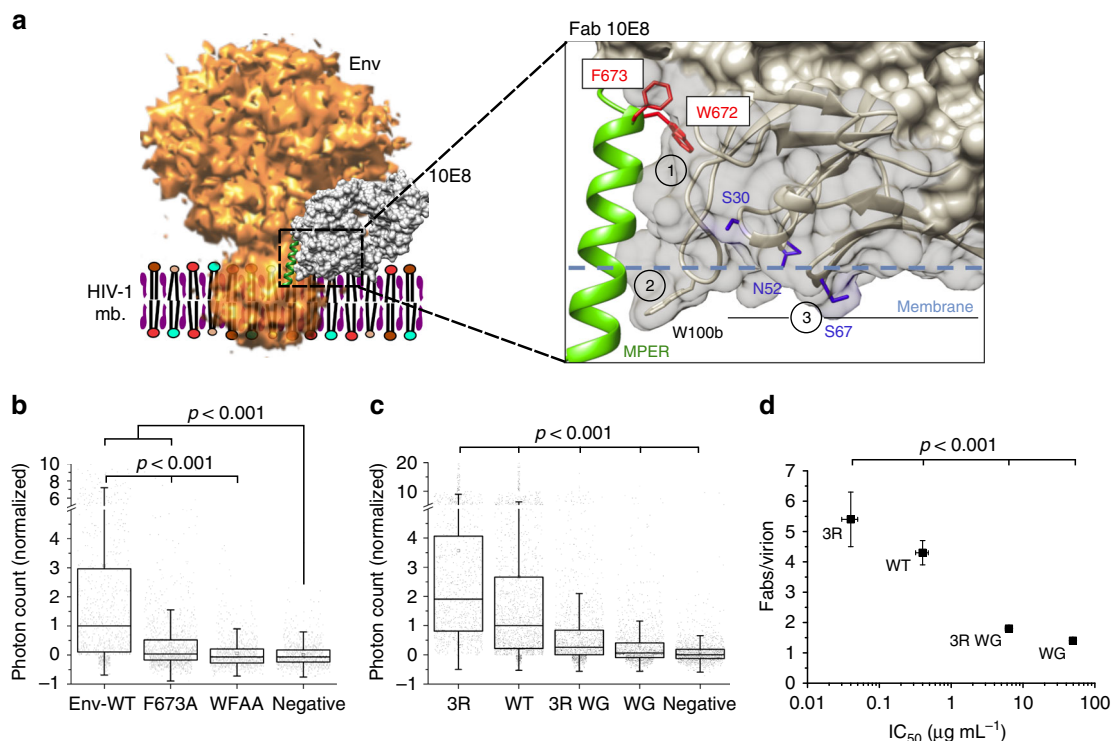 a
Env
10E8
HIV-1
mb.
Fab 10E8
F673
W672
1
S30
2
N52
3
Membrane
S67
W100b
MPER
b
p < 0.001
p < 0.001
Photon count (normalized)
10
8
6
4
3
2
1
0
–1
Env-WT F673A WFAA Negative
c
p < 0.001
Photon count (normalized)
20
10
4
3
2
1
0
–1
3R WT 3R WG WG Negative
d
p < 0.001
Fabs/virion
7
6
5
4
3
2
1
0
3R
WT
3R WG
WG
0.01 0.1 1 10 100
IC50 (μg mL–1)